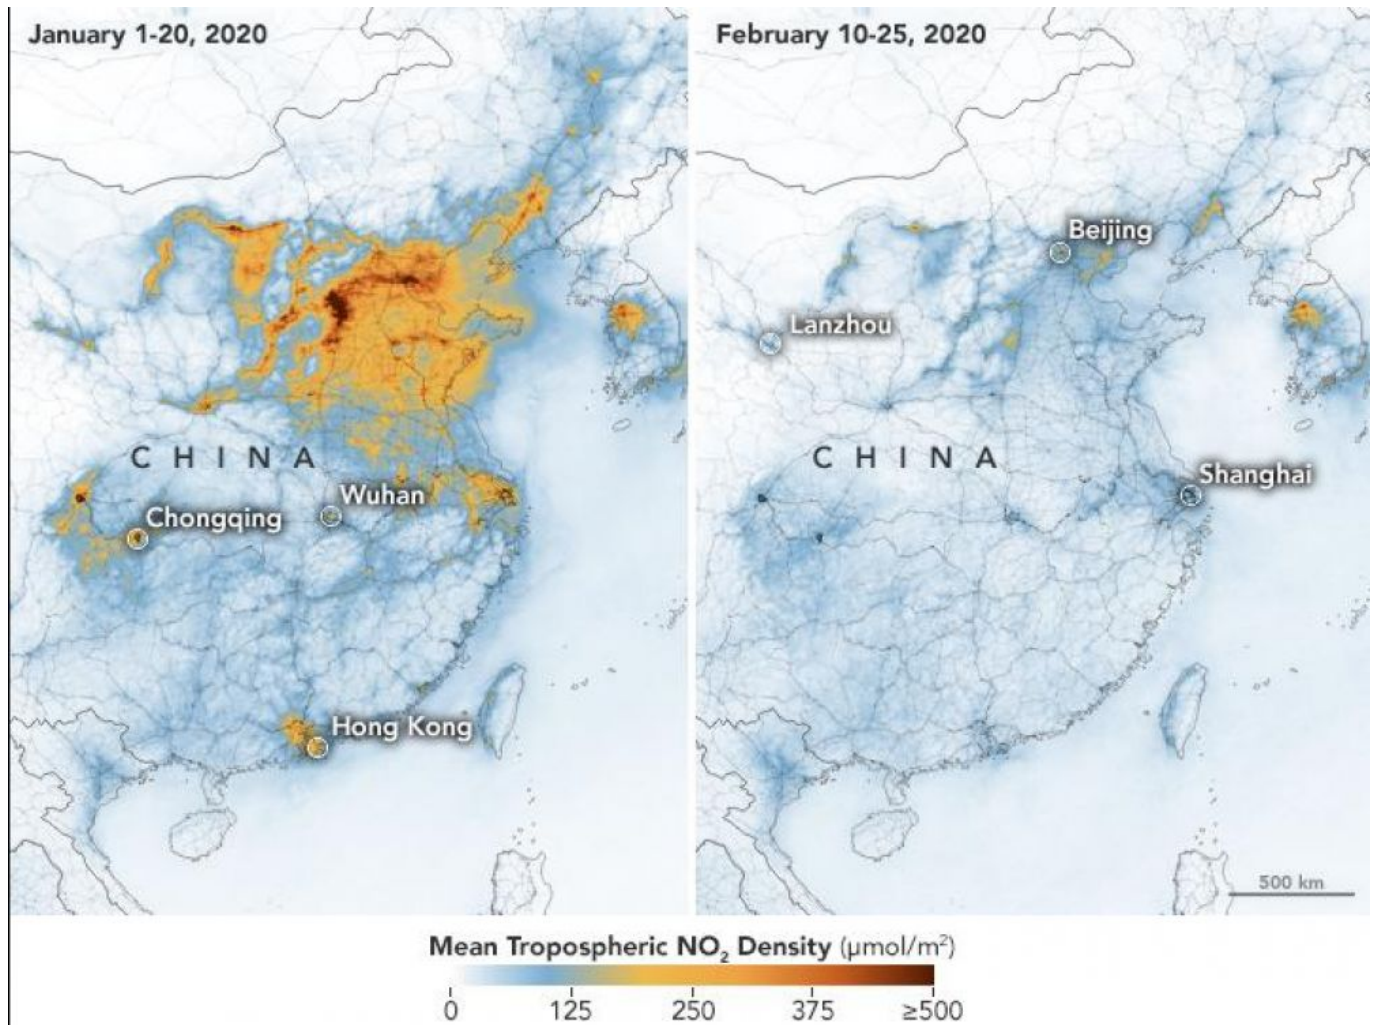 January 1-20, 2020
CHINA
Wuhan
Chongqing
Hong Kong
February 10-25, 2020
Beijing
Lanzhou
CHINA
Shanghai
500 km
Mean Tropospheric NO₂ Density (µmol/m²)
0 125 250 375 ≥500